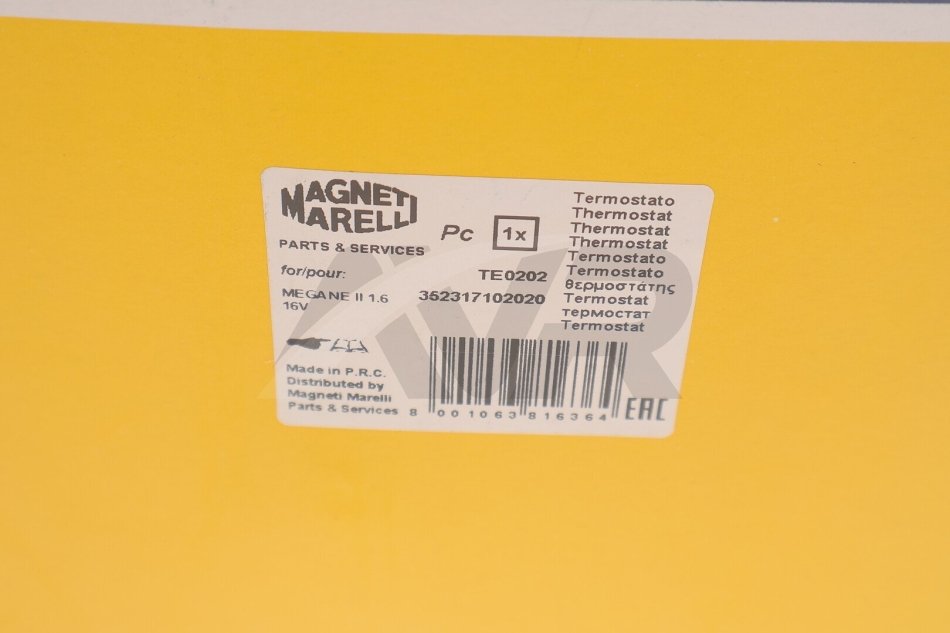 MAGNETI
MARELLI
PARTS & SERVICES
for/pour:
MEGANE II 1.6
16V
Pc 1x
TE0202
352317102020
Termostato
Thermostat
Thermostat
Thermostat
Termostato
Termostato
θερμοστάτης
Termostat
термостат
Termostat
Made in P.R.C.
Distributed by
Magneti Marelli
Parts & Services
8 001063 816364
EAC
AVR